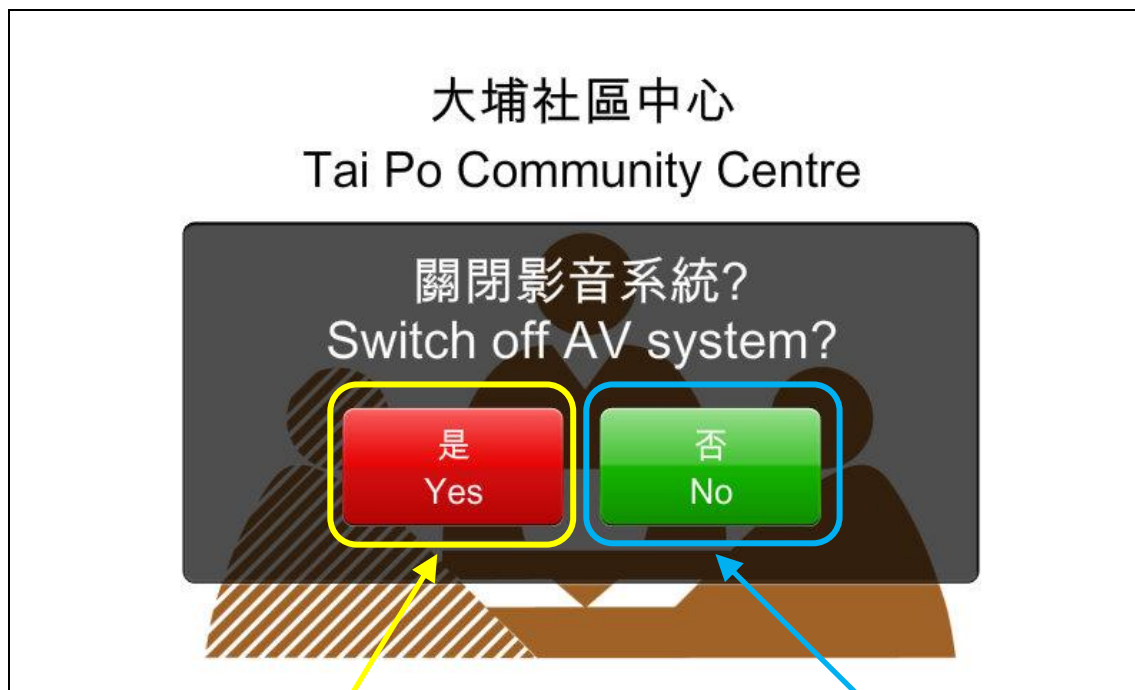 大埔社區中心
Tai Po Community Centre
關閉影音系統?
Switch off AV system?
是
Yes
否
No